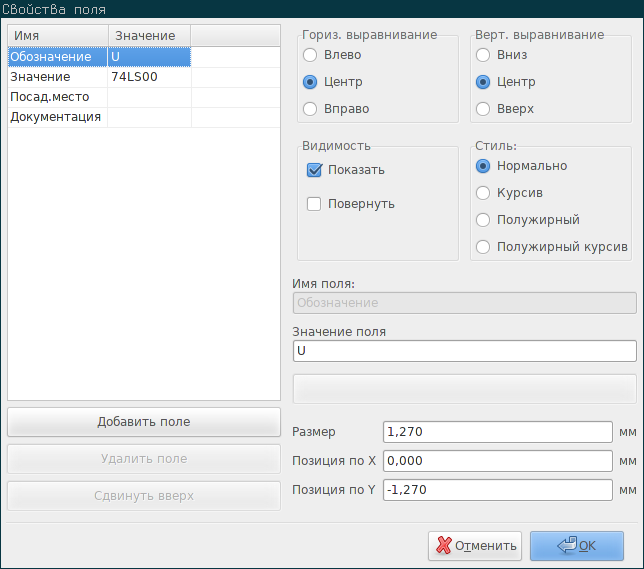 Свойства поля
Имя Значение
Обозначение U
Значение 74LS00
Посад.место
Документация
Добавить поле
Удалить поле
Сдвинуть вверх
Гориз. выравнивание
Влево
Центр
Вправо
Верт. выравнивание
Вниз
Центр
Вверх
Видимость
Показать
Повернуть
Стиль:
Нормально
Курсив
Полужирный
Полужирный курсив
Имя поля:
Обозначение
Значение поля
U
Размер 1,270 мм
Позиция по X 0,000 мм
Позиция по Y -1,270 мм
Отменить OK